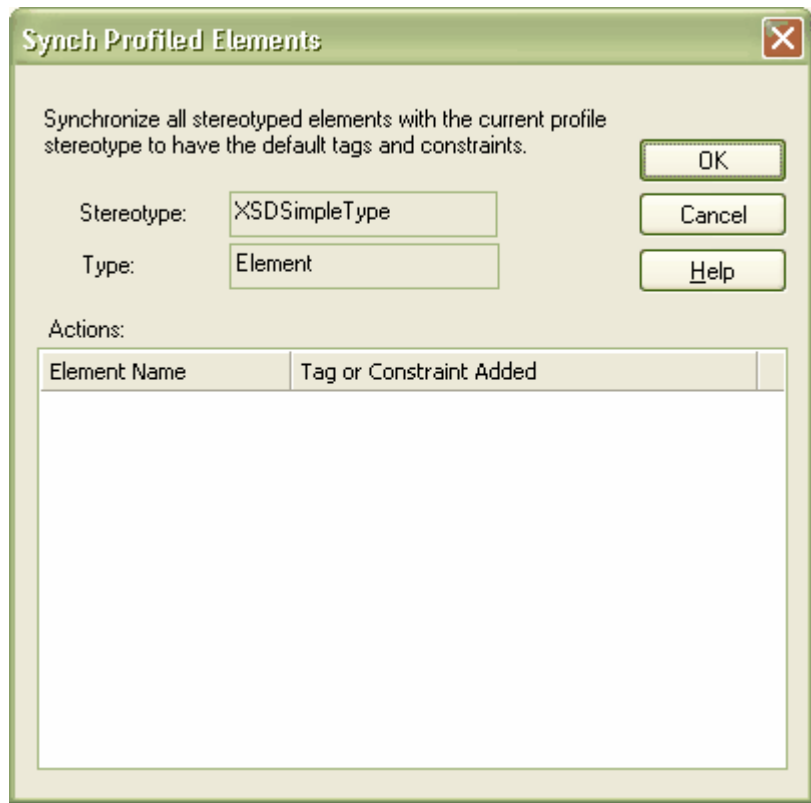 Synch Profiled Elements
Synchronize all stereotyped elements with the current profile
stereotype to have the default tags and constraints.
OK
Stereotype: XSDSimpleType
Cancel
Type: Element
Help
Actions:
Element Name Tag or Constraint Added